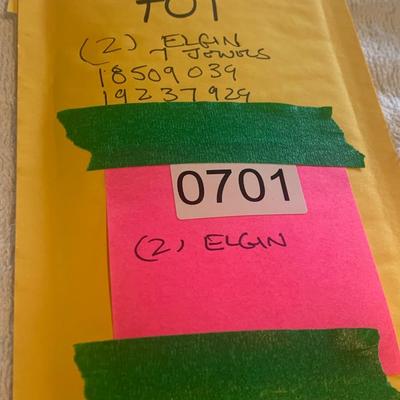 701
(2) ELGIN
7 JEWELS
18509039
19237929
0701
(2) ELGIN